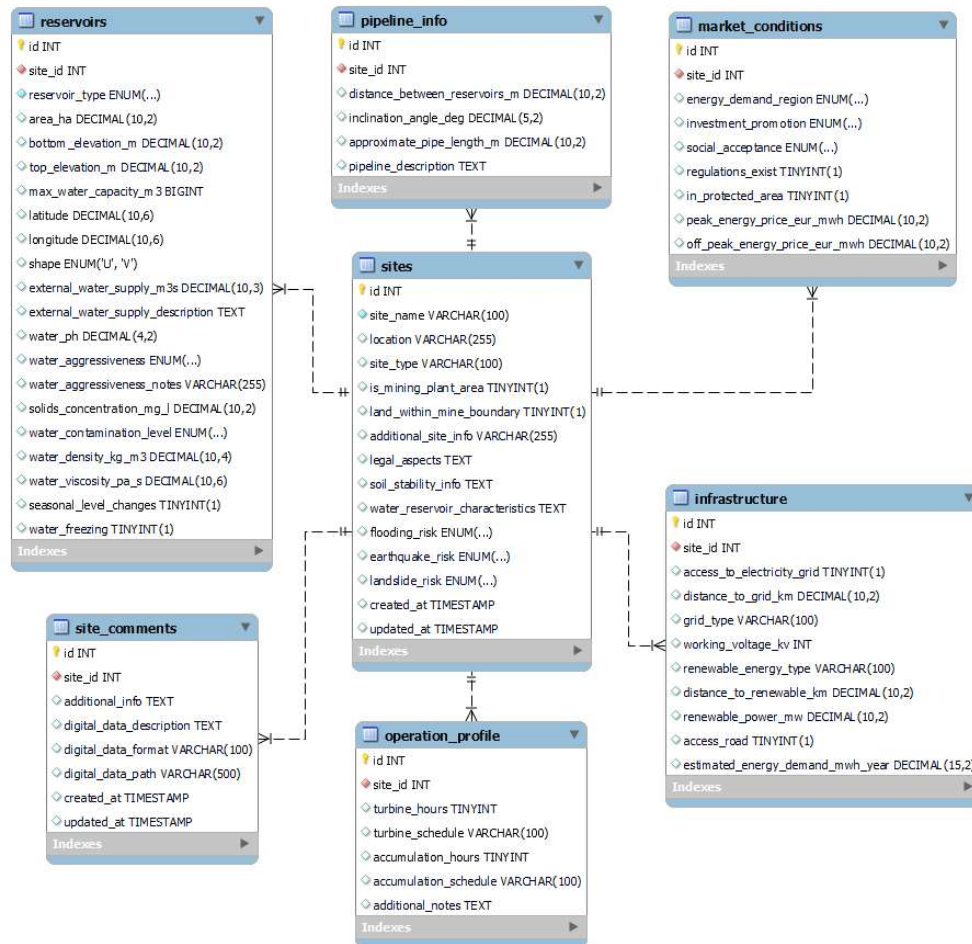 reservoirs
id INT
site_id INT
reservoir_type ENUM(...)
area_ha DECIMAL(10,2)
bottom_elevation_m DECIMAL(10,2)
top_elevation_m DECIMAL(10,2)
max_water_capacity_m3 BIGINT
latitude DECIMAL(10,6)
longitude DECIMAL(10,6)
shape ENUM('U', 'V')
external_water_supply_m3s DECIMAL(10,3)
external_water_supply_description TEXT
water_ph DECIMAL(4,2)
water_aggressiveness ENUM(...)
water_aggressiveness_notes VARCHAR(255)
solids_concentration_mg_l DECIMAL(10,2)
water_contamination_level ENUM(...)
water_density_kg_m3 DECIMAL(10,4)
water_viscosity_pa_s DECIMAL(10,6)
seasonal_level_changes TINYINT(1)
water_freezing TINYINT(1)
Indexes
pipeline_info
id INT
site_id INT
distance_between_reservoirs_m DECIMAL(10,2)
inclination_angle_deg DECIMAL(5,2)
approximate_pipe_length_m DECIMAL(10,2)
pipeline_description TEXT
Indexes
market_conditions
id INT
site_id INT
energy_demand_region ENUM(...)
investment_promotion ENUM(...)
social_acceptance ENUM(...)
regulations_exist TINYINT(1)
in_protected_area TINYINT(1)
peak_energy_price_eur_mwh DECIMAL(10,2)
off_peak_energy_price_eur_mwh DECIMAL(10,2)
Indexes
sites
id INT
site_name VARCHAR(100)
location VARCHAR(255)
site_type VARCHAR(100)
is_mining_plant_area TINYINT(1)
land_within_mine_boundary TINYINT(1)
additional_site_info VARCHAR(255)
legal_aspects TEXT
soil_stability_info TEXT
water_reservoir_characteristics TEXT
flooding_risk ENUM(...)
earthquake_risk ENUM(...)
landslide_risk ENUM(...)
created_at TIMESTAMP
updated_at TIMESTAMP
Indexes
infrastructure
id INT
site_id INT
access_to_electricity_grid TINYINT(1)
distance_to_grid_km DECIMAL(10,2)
grid_type VARCHAR(100)
working_voltage_kv INT
renewable_energy_type VARCHAR(100)
distance_to_renewable_km DECIMAL(10,2)
renewable_power_mw DECIMAL(10,2)
access_road TINYINT(1)
estimated_energy_demand_mwh_year DECIMAL(15,2)
Indexes
site_comments
id INT
site_id INT
additional_info TEXT
digital_data_description TEXT
digital_data_format VARCHAR(100)
digital_data_path VARCHAR(500)
created_at TIMESTAMP
updated_at TIMESTAMP
Indexes
operation_profile
id INT
site_id INT
turbine_hours TINYINT
turbine_schedule VARCHAR(100)
accumulation_hours TINYINT
accumulation_schedule VARCHAR(100)
additional_notes TEXT
Indexes